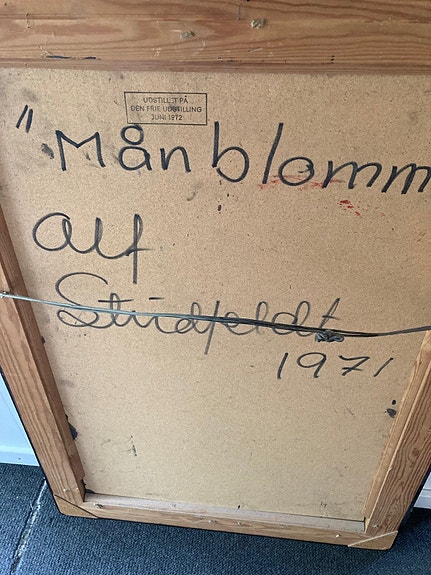 UDSTILLET PÅ
DEN FRIE UDSTILLING
JUNI 1972
"Månblomm
alf
1971